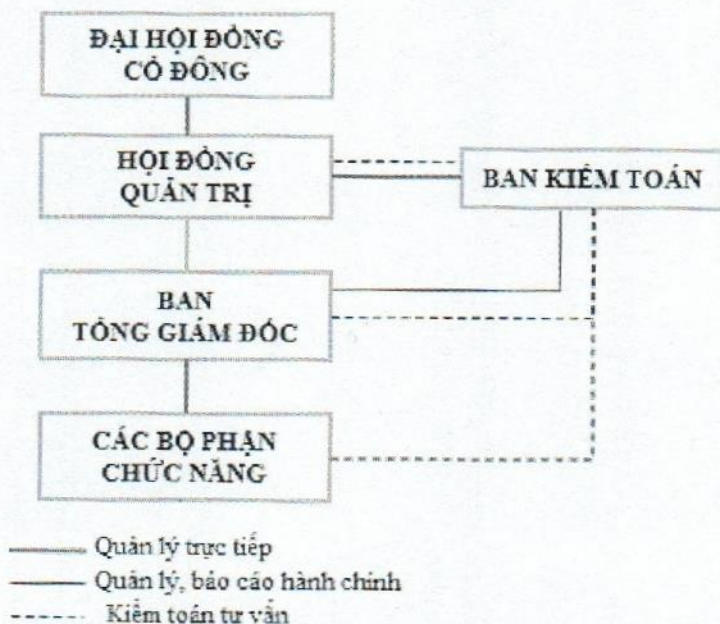 ĐẠI HỘI ĐỒNG
CỔ ĐÔNG
HỘI ĐỒNG
QUẢN TRỊ
BAN KIỂM TOÁN
BAN
TỔNG GIÁM ĐỐC
CÁC BỘ PHẬN
CHỨC NĂNG
Quản lý trực tiếp
Quản lý, báo cáo hành chính
Kiểm toán tư vấn